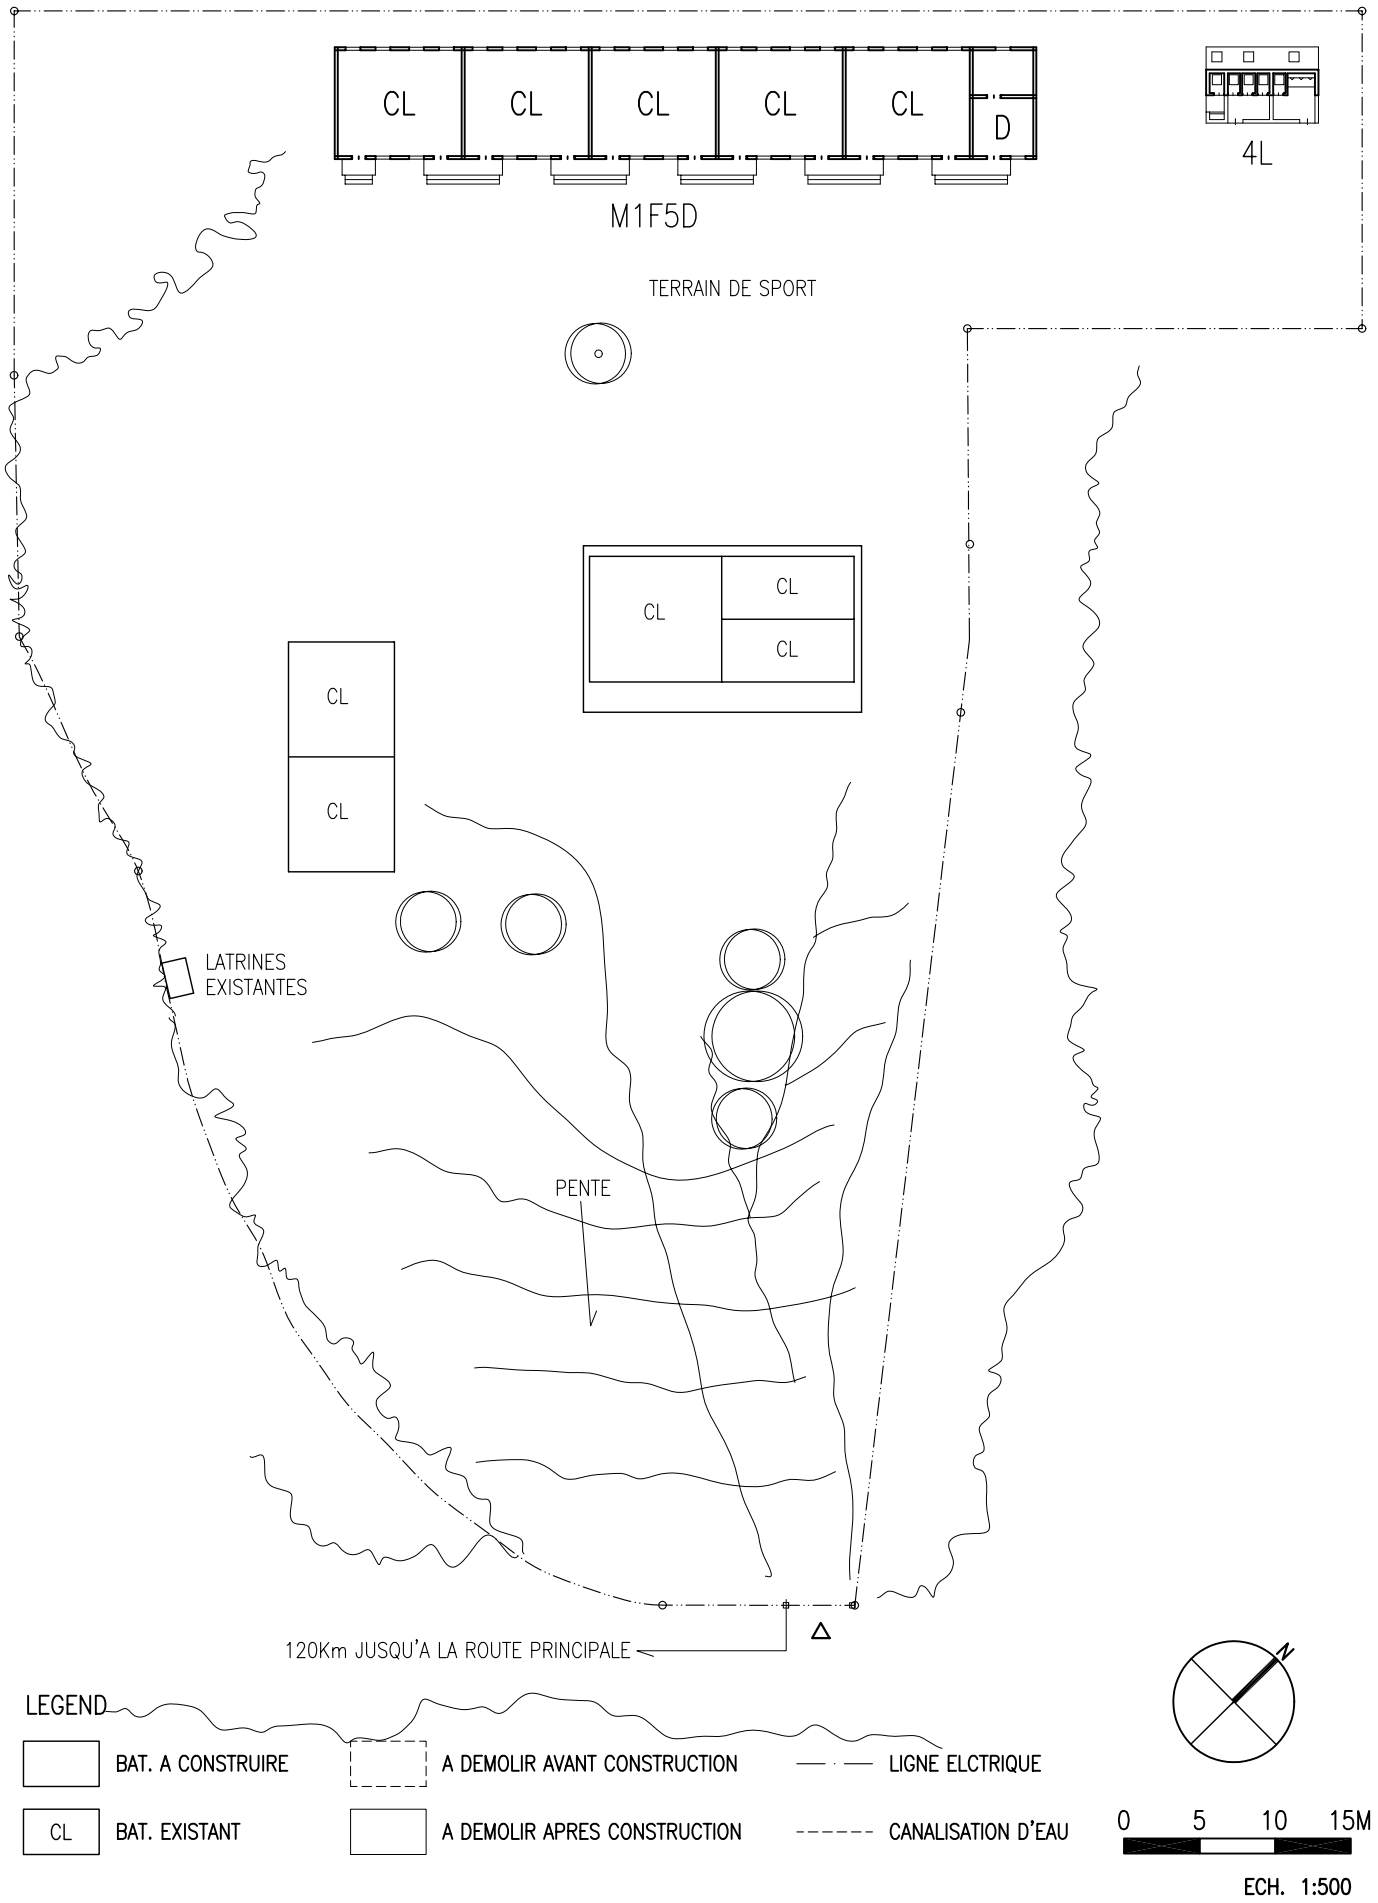 CL CL CL CL CL
D
4L
M1F5D
TERRAIN DE SPORT
CL
CL
CL
CL
CL
LATRINES
EXISTANTES
PENTE
120Km JUSQU'A LA ROUTE PRINCIPALE
N
LEGEND
BAT. A CONSTRUIRE
A DEMOLIR AVANT CONSTRUCTION
LIGNE ELCTRIQUE
CL
BAT. EXISTANT
A DEMOLIR APRES CONSTRUCTION
CANALISATION D'EAU
0 5 10 15M
ECH. 1:500